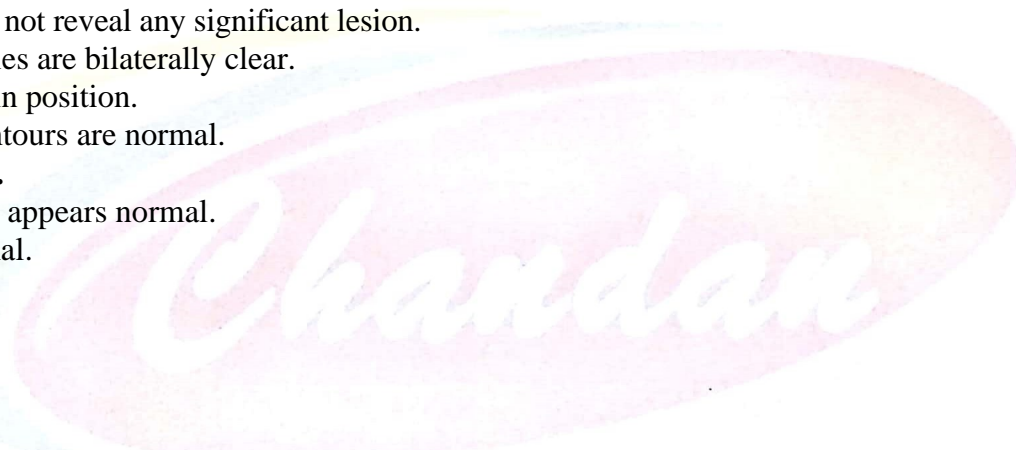 not reveal any significant lesion.
es are bilaterally clear.
n position.
ntours are normal.
.
appears normal.
al.
Chandan